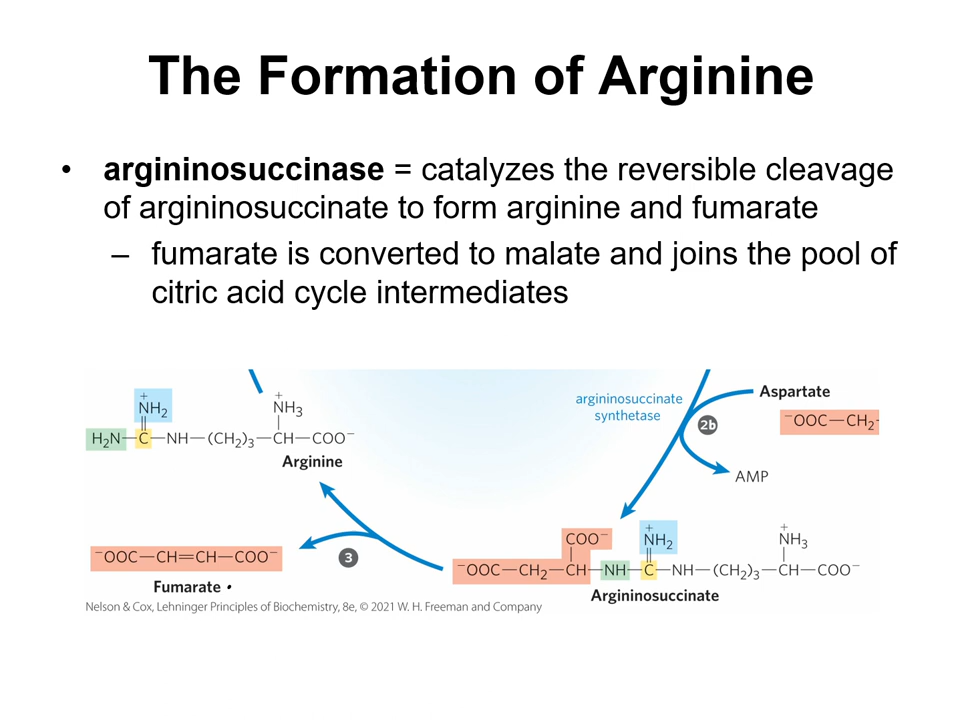 The Formation of Arginine
• argininosuccinase = catalyzes the reversible cleavage
of argininosuccinate to form arginine and fumarate
– fumarate is converted to malate and joins the pool of
citric acid cycle intermediates
argininosuccinate
synthetase
2b
Aspartate
⁻OOC—CH₂-
AMP
+
NH₂
+
NH₃
H₂N—C—NH—(CH₂)₃—CH—COO⁻
Arginine
3
⁻OOC—CH=CH—COO⁻
Fumarate
COO⁻
+
NH₂
+
NH₃
⁻OOC—CH₂—CH—NH—C—NH—(CH₂)₃—CH—COO⁻
Argininosuccinate
Nelson & Cox, Lehninger Principles of Biochemistry, 8e, © 2021 W. H. Freeman and Company